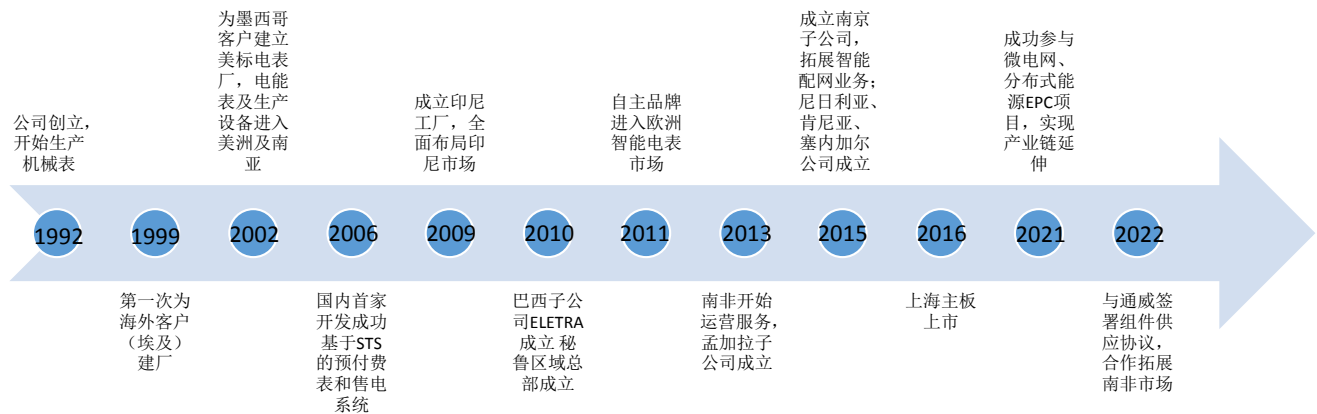 公司创立，
开始生产
机械表
1992
第一次为
海外客户
（埃及）
建厂
1999
为墨西哥
客户建立
美标电表
厂，电能
表及生产
设备进入
美洲及南
亚
2002
国内首家
开发成功
基于STS
的预付费
表和售电
系统
2006
成立印尼
工厂，全
面布局印
尼市场
2009
巴西子公
司ELETRA
成立 秘
鲁区域总
部成立
2010
自主品牌
进入欧洲
智能电表
市场
2011
南非开始
运营服务，
孟加拉子
公司成立
2013
成立南京
子公司，
拓展智能
配网业务；
尼日利亚、
肯尼亚、
塞内加尔
公司成立
2015
上海主板
上市
2016
成功参与
微电网、
分布式能
源EPC项
目，实现
产业链延
伸
2021
与通威签
署组件供
应协议，
合作拓展
南非市场
2022